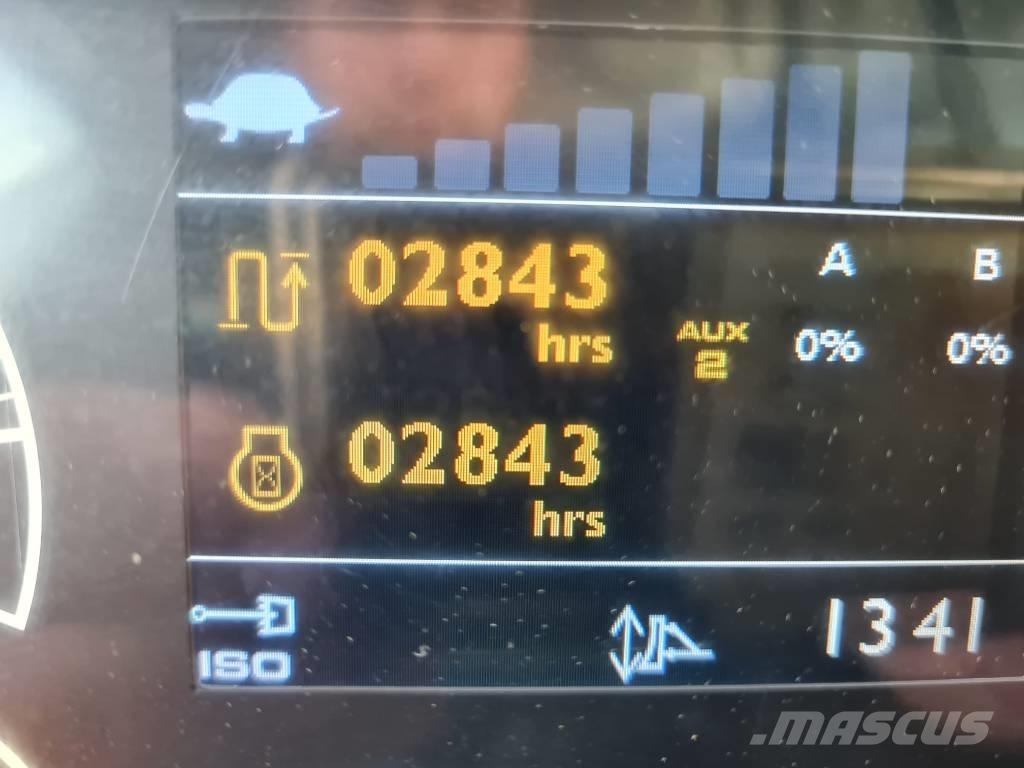 02843
hrs
A B
AUX
2
0% 0%
02843
hrs
ISO
1341
MASCUS